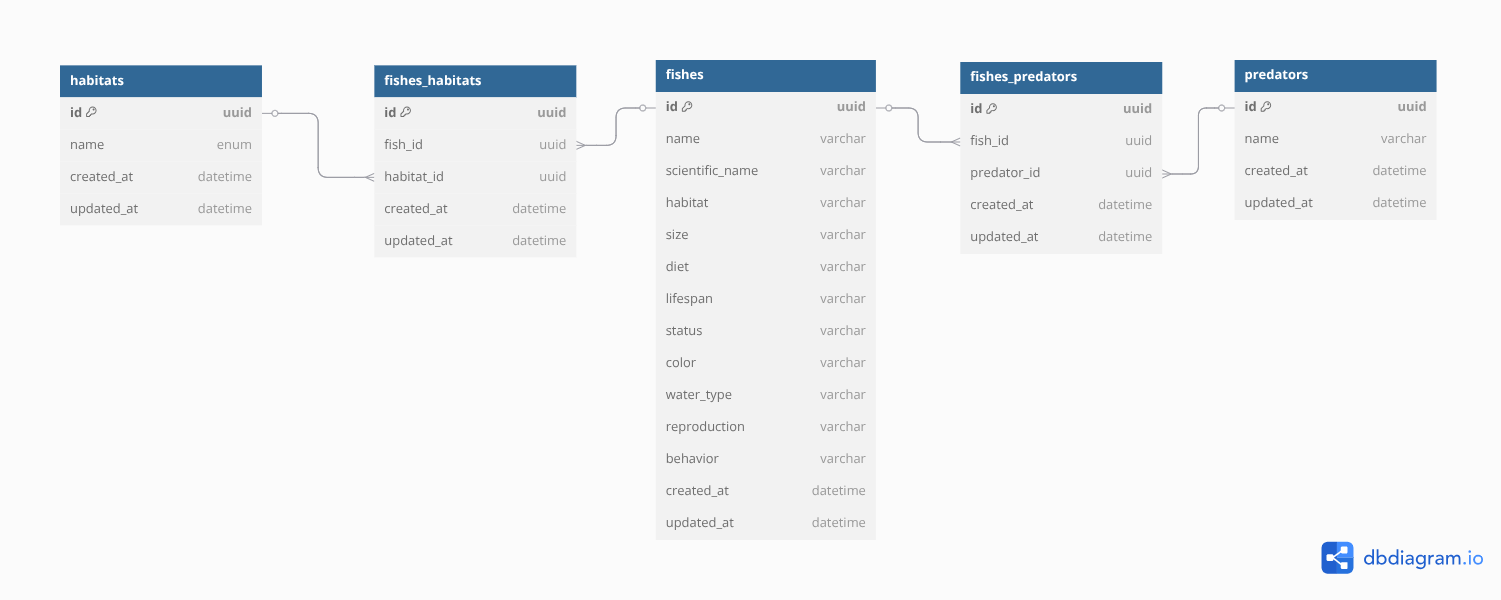 habitats
id uuid
name enum
created_at datetime
updated_at datetime
fishes_habitats
id uuid
fish_id uuid
habitat_id uuid
created_at datetime
updated_at datetime
fishes
id uuid
name varchar
scientific_name varchar
habitat varchar
size varchar
diet varchar
lifespan varchar
status varchar
color varchar
water_type varchar
reproduction varchar
behavior varchar
created_at datetime
updated_at datetime
fishes_predators
id uuid
fish_id uuid
predator_id uuid
created_at datetime
updated_at datetime
predators
id uuid
name varchar
created_at datetime
updated_at datetime
dbdiagram.io